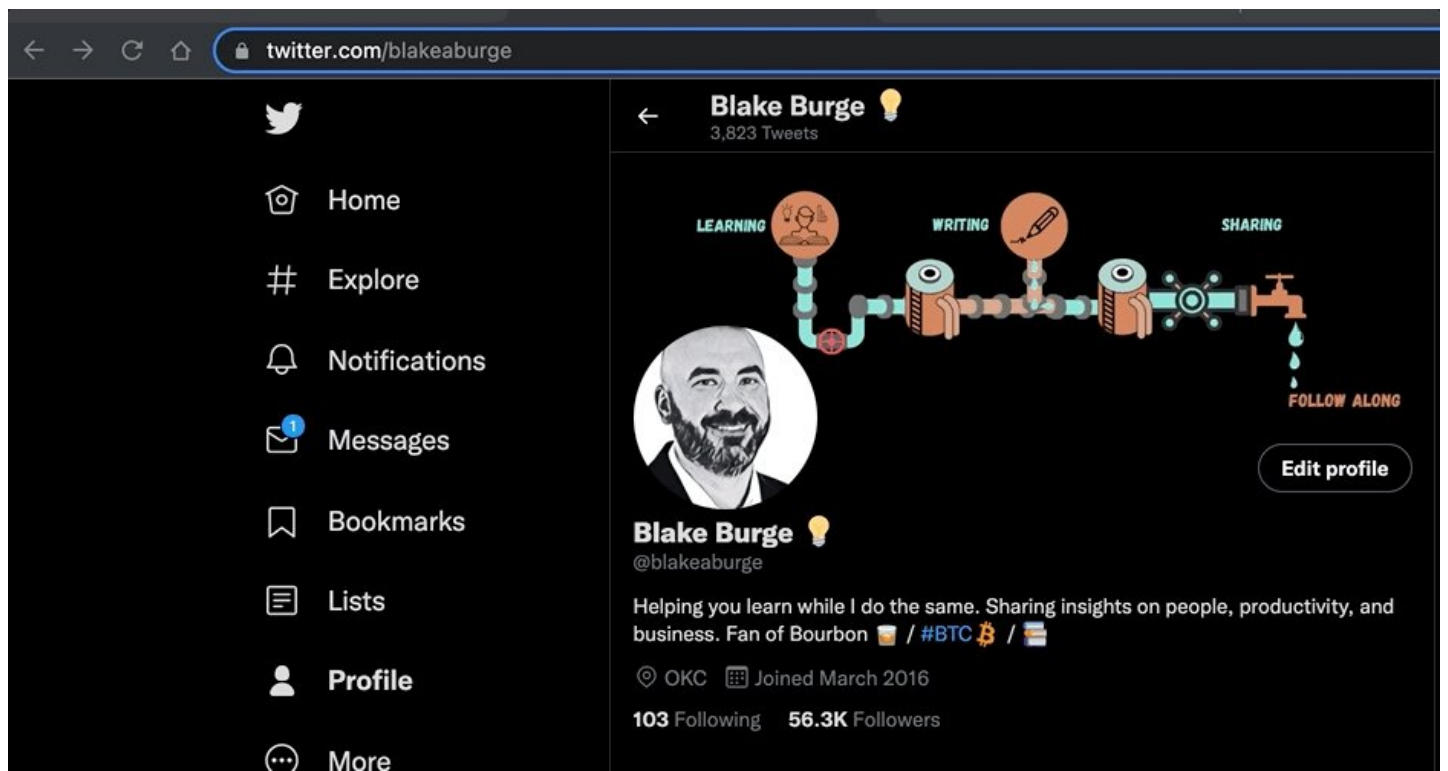 twitter.com/blakeaburge
Home
Explore
Notifications
1
Messages
Bookmarks
Lists
Profile
More
Blake Burge 💡
3,823 Tweets
LEARNING
WRITING
SHARING
FOLLOW ALONG
Edit profile
Blake Burge 💡
@blakeaburge
Helping you learn while I do the same. Sharing insights on people, productivity, and
business. Fan of Bourbon 🥃 / #BTC / 📚
OKC Joined March 2016
103 Following 56.3K Followers